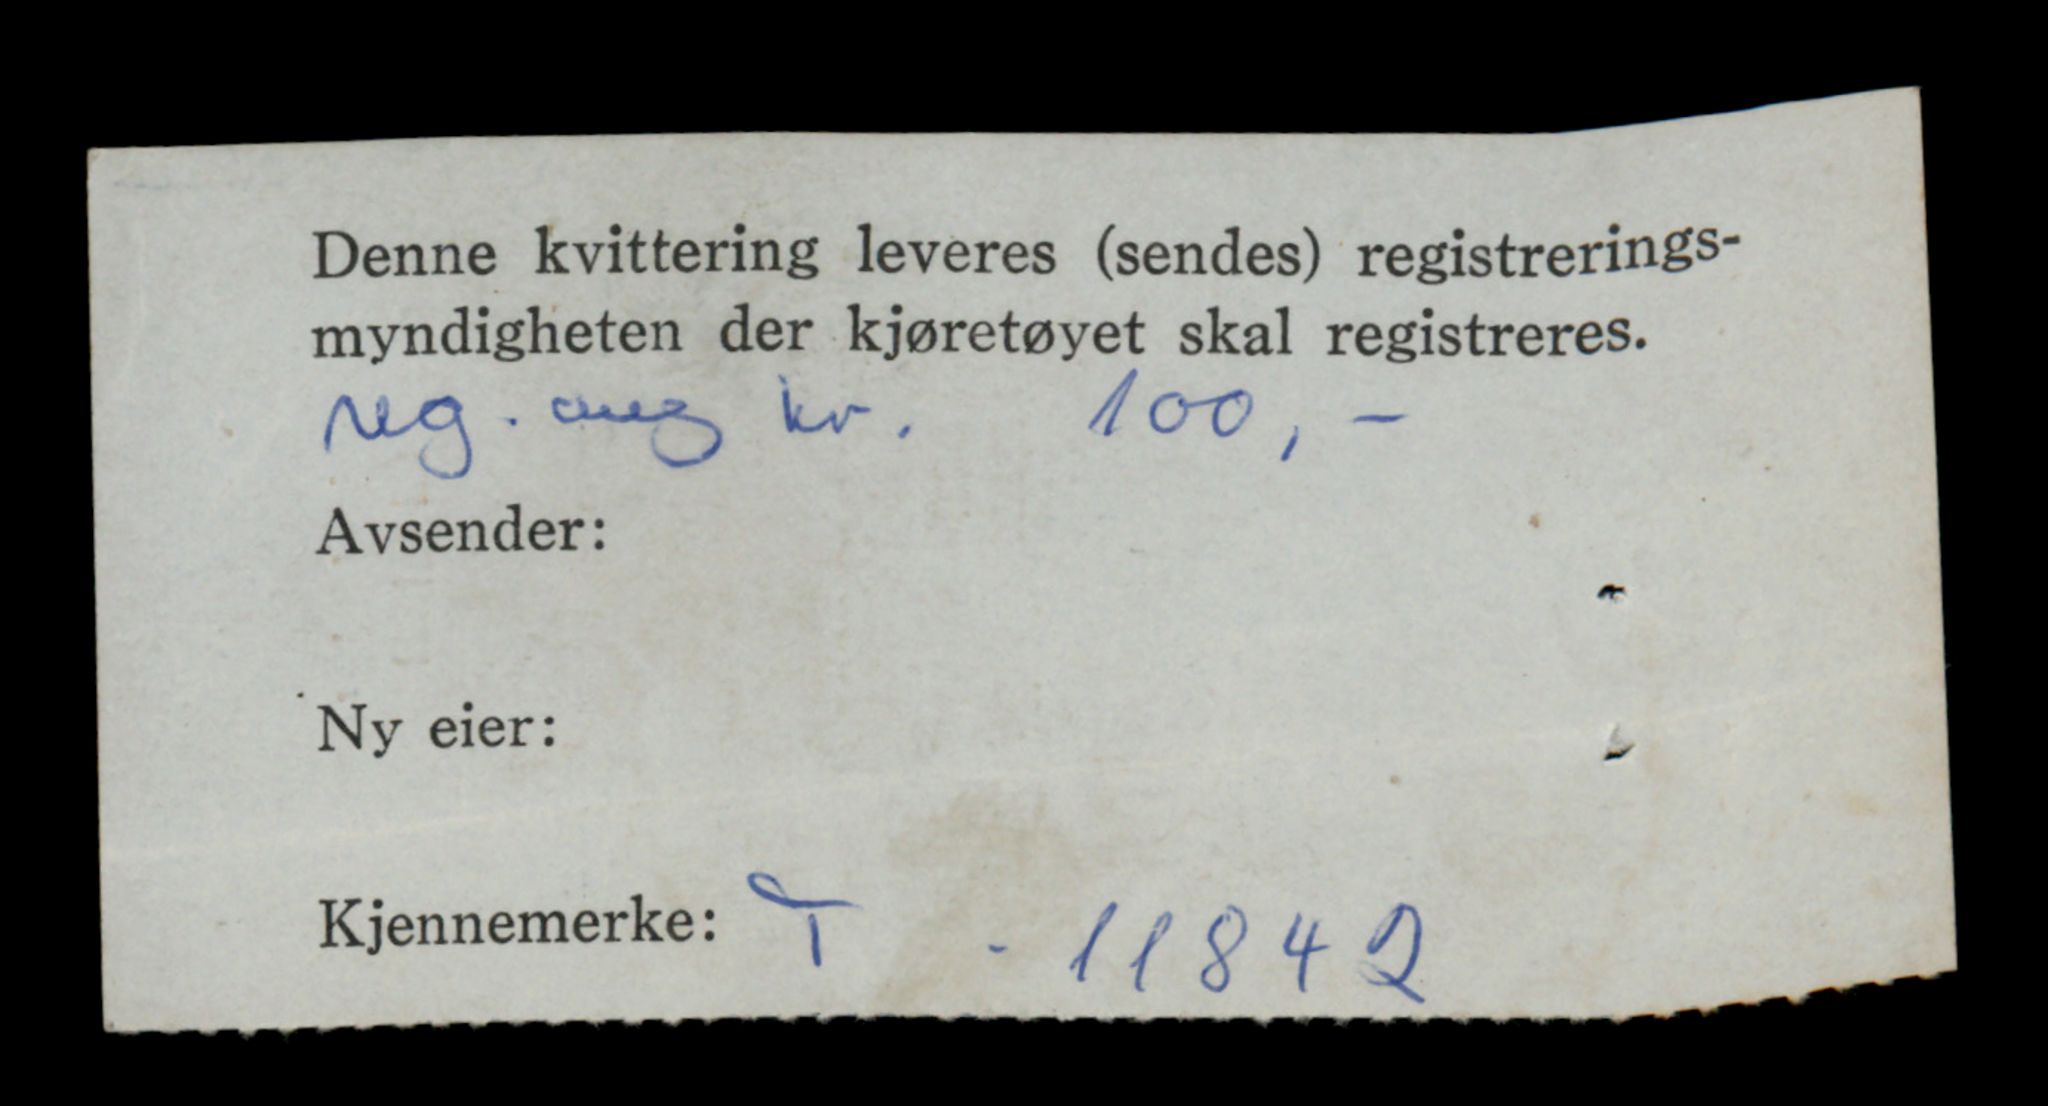 Denne kvittering leveres (sendes) registrerings-
myndigheten der kjøretøyet skal registreres.
reg. avg kr. 100,-
Avsender:
Ny eier:
Kjennemerke: T - 11842